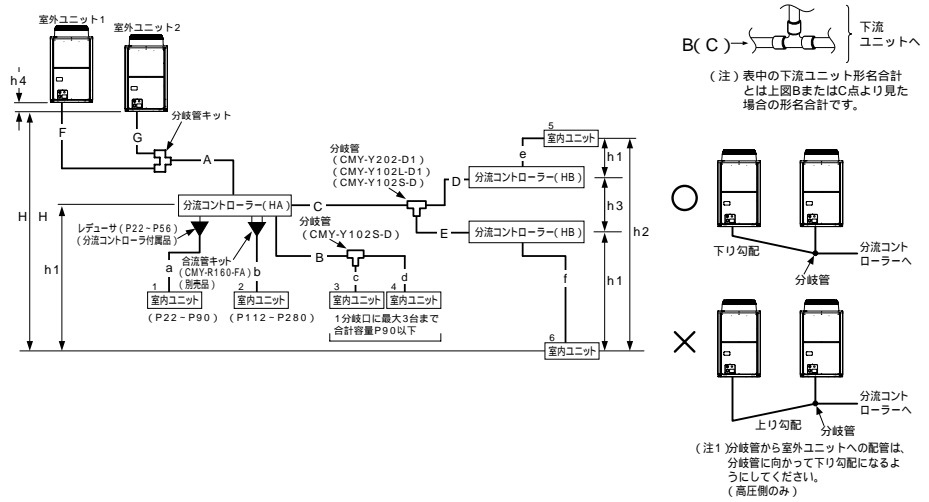 室外ユニット1
室外ユニット2
h4
F
G
分岐管キット
A
H
H
h1
分流コントローラー(HA)
レデューサ(P22~P56)
(分流コントローラ付属品)
合流管キット
(CMY-R160-FA)
(別売品)
a
b
1
室内ユニット
(P22~P90)
2
室内ユニット
(P112~P280)
C
B
分岐管
(CMY-Y102S-D)
c
d
3
室内ユニット
4
室内ユニット
1分岐口に最大3台まで
合計容量P90以下
分岐管
(CMY-Y202-D1)
(CMY-Y102L-D1)
(CMY-Y102S-D)
D
E
5
室内ユニット
e
分流コントローラー(HB)
分流コントローラー(HB)
f
6
室内ユニット
h1
h3
h2
h1
B(C)
下流
ユニットへ
(注)表中の下流ユニット形名合計
とは上図BまたはC点より見た
場合の形名合計です。
○
下り勾配
分流コント
ローラーへ
分岐管
×
分流コント
ローラーへ
上り勾配
分岐管
(注1)分岐管から室外ユニットへの配管は、
分岐管に向かって下り勾配になるよ
うにしてください。
(高圧側のみ)